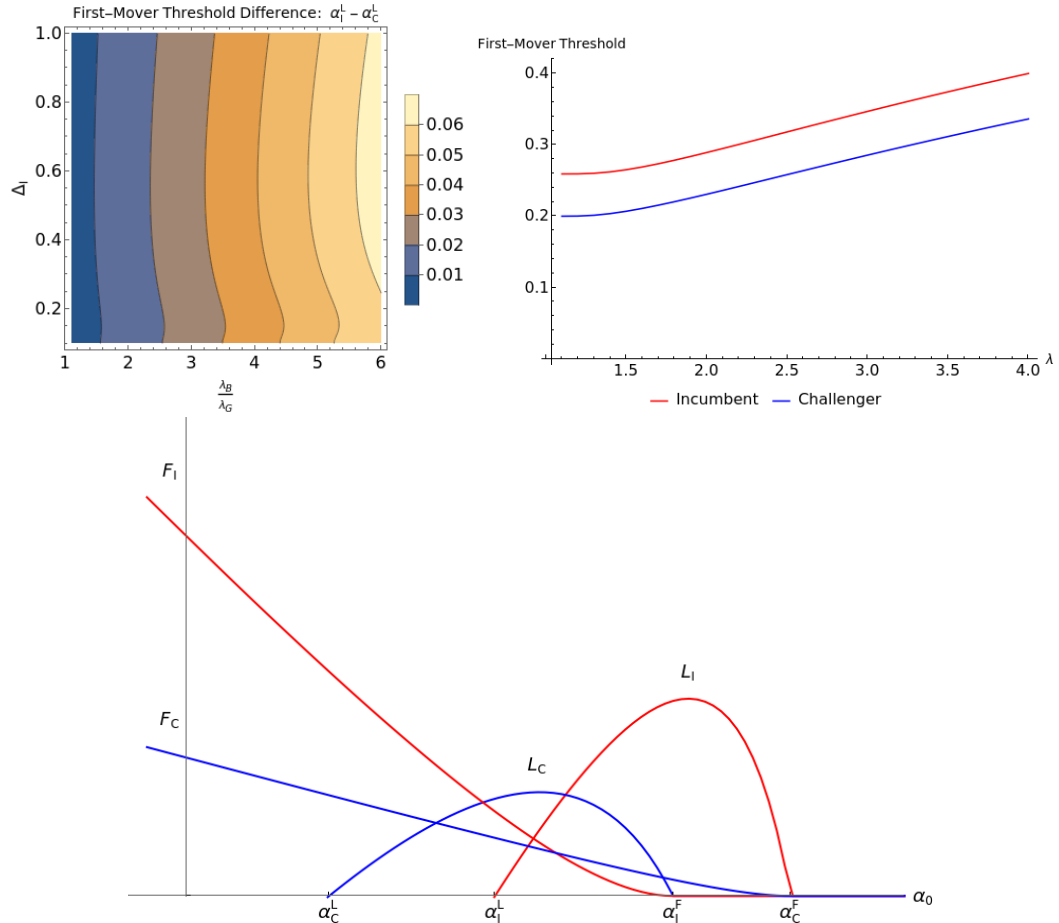 First–Mover Threshold Difference: α_I^L – α_C^L
1.0
0.8
0.6
0.4
0.2
Δ_I
1 2 3 4 5 6
λ_B/λ_G
0.06
0.05
0.04
0.03
0.02
0.01
First–Mover Threshold
0.4
0.3
0.2
0.1
1.5 2.0 2.5 3.0 3.5 4.0
λ
Incumbent Challenger
F_I
F_C
L_C
L_I
α_C^L α_I^L α_I^F α_C^F
α_0